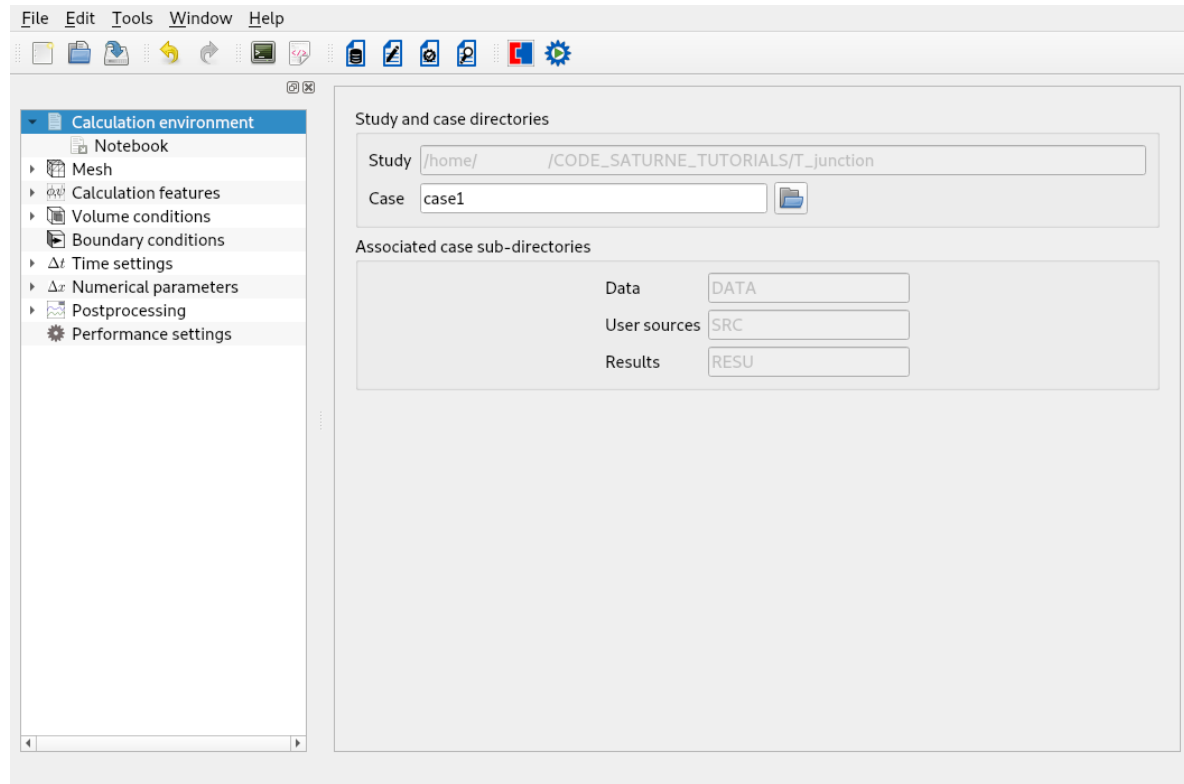 File Edit Tools Window Help
Calculation environment
Notebook
Mesh
Calculation features
Volume conditions
Boundary conditions
Δt Time settings
Δx Numerical parameters
Postprocessing
Performance settings
Study and case directories
Study /home/ /CODE_SATURNE_TUTORIALS/T_junction
Case case1
Associated case sub-directories
Data DATA
User sources SRC
Results RESU